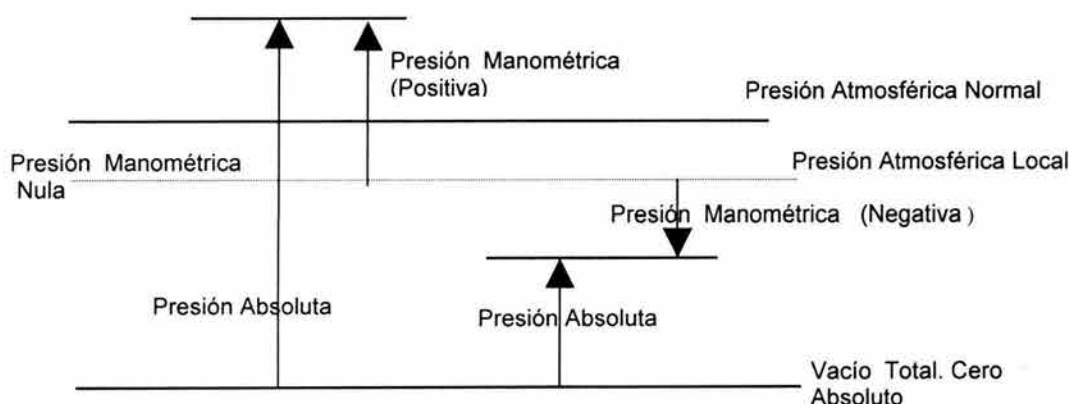 Presión Manométrica
(Positiva)
Presión Atmosférica Normal
Presión Manométrica
Nula
Presión Atmosférica Local
Presión Manométrica (Negativa)
Presión Absoluta
Presión Absoluta
Vacío Total. Cero
Absoluto